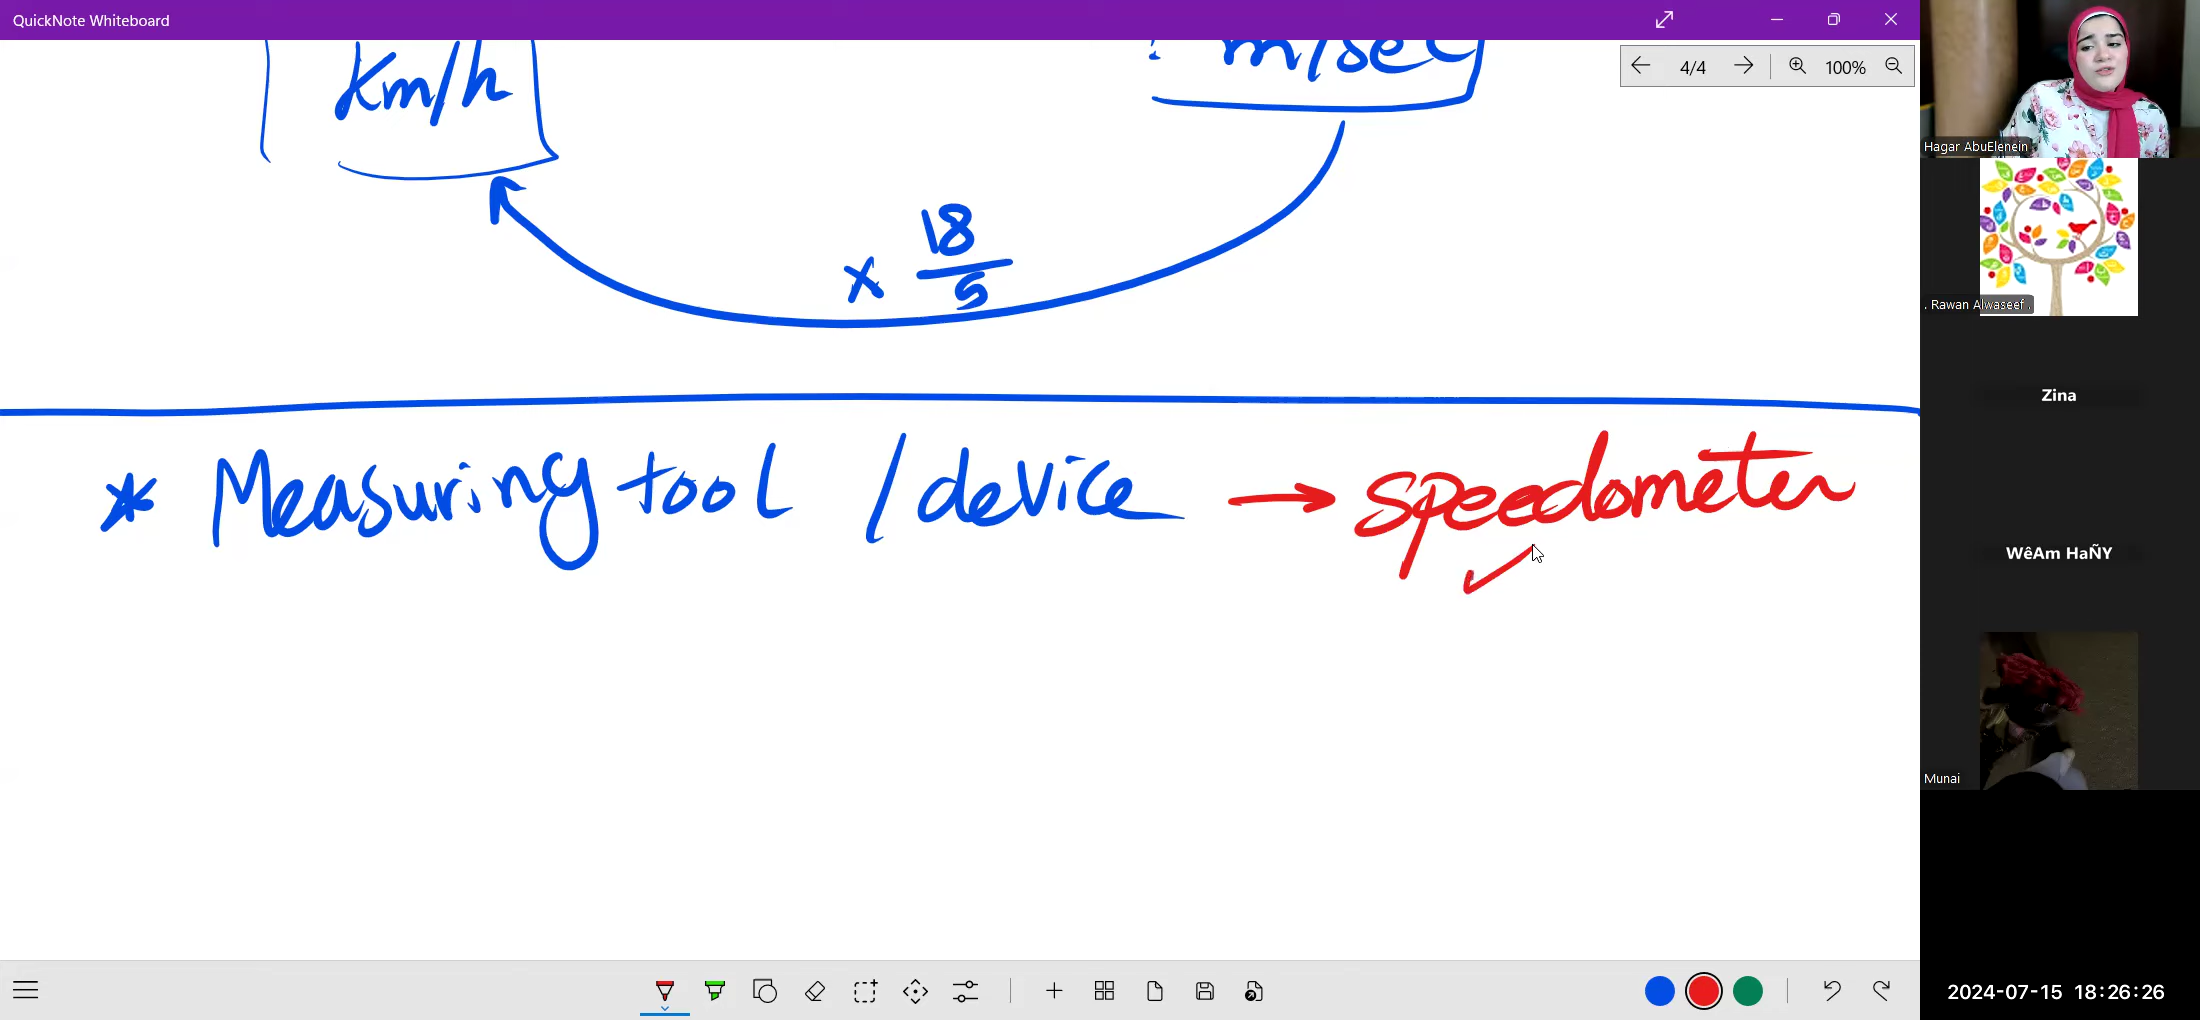 QuickNote Whiteboard
4/4 100%
km/h
m/sec
× 18/5
* Measuring tool / device → speedometer
Hagar AbuElenein
. Rawan Alwaseef .
Zina
WêAm HaÑY
Munai
2024-07-15 18:26:26